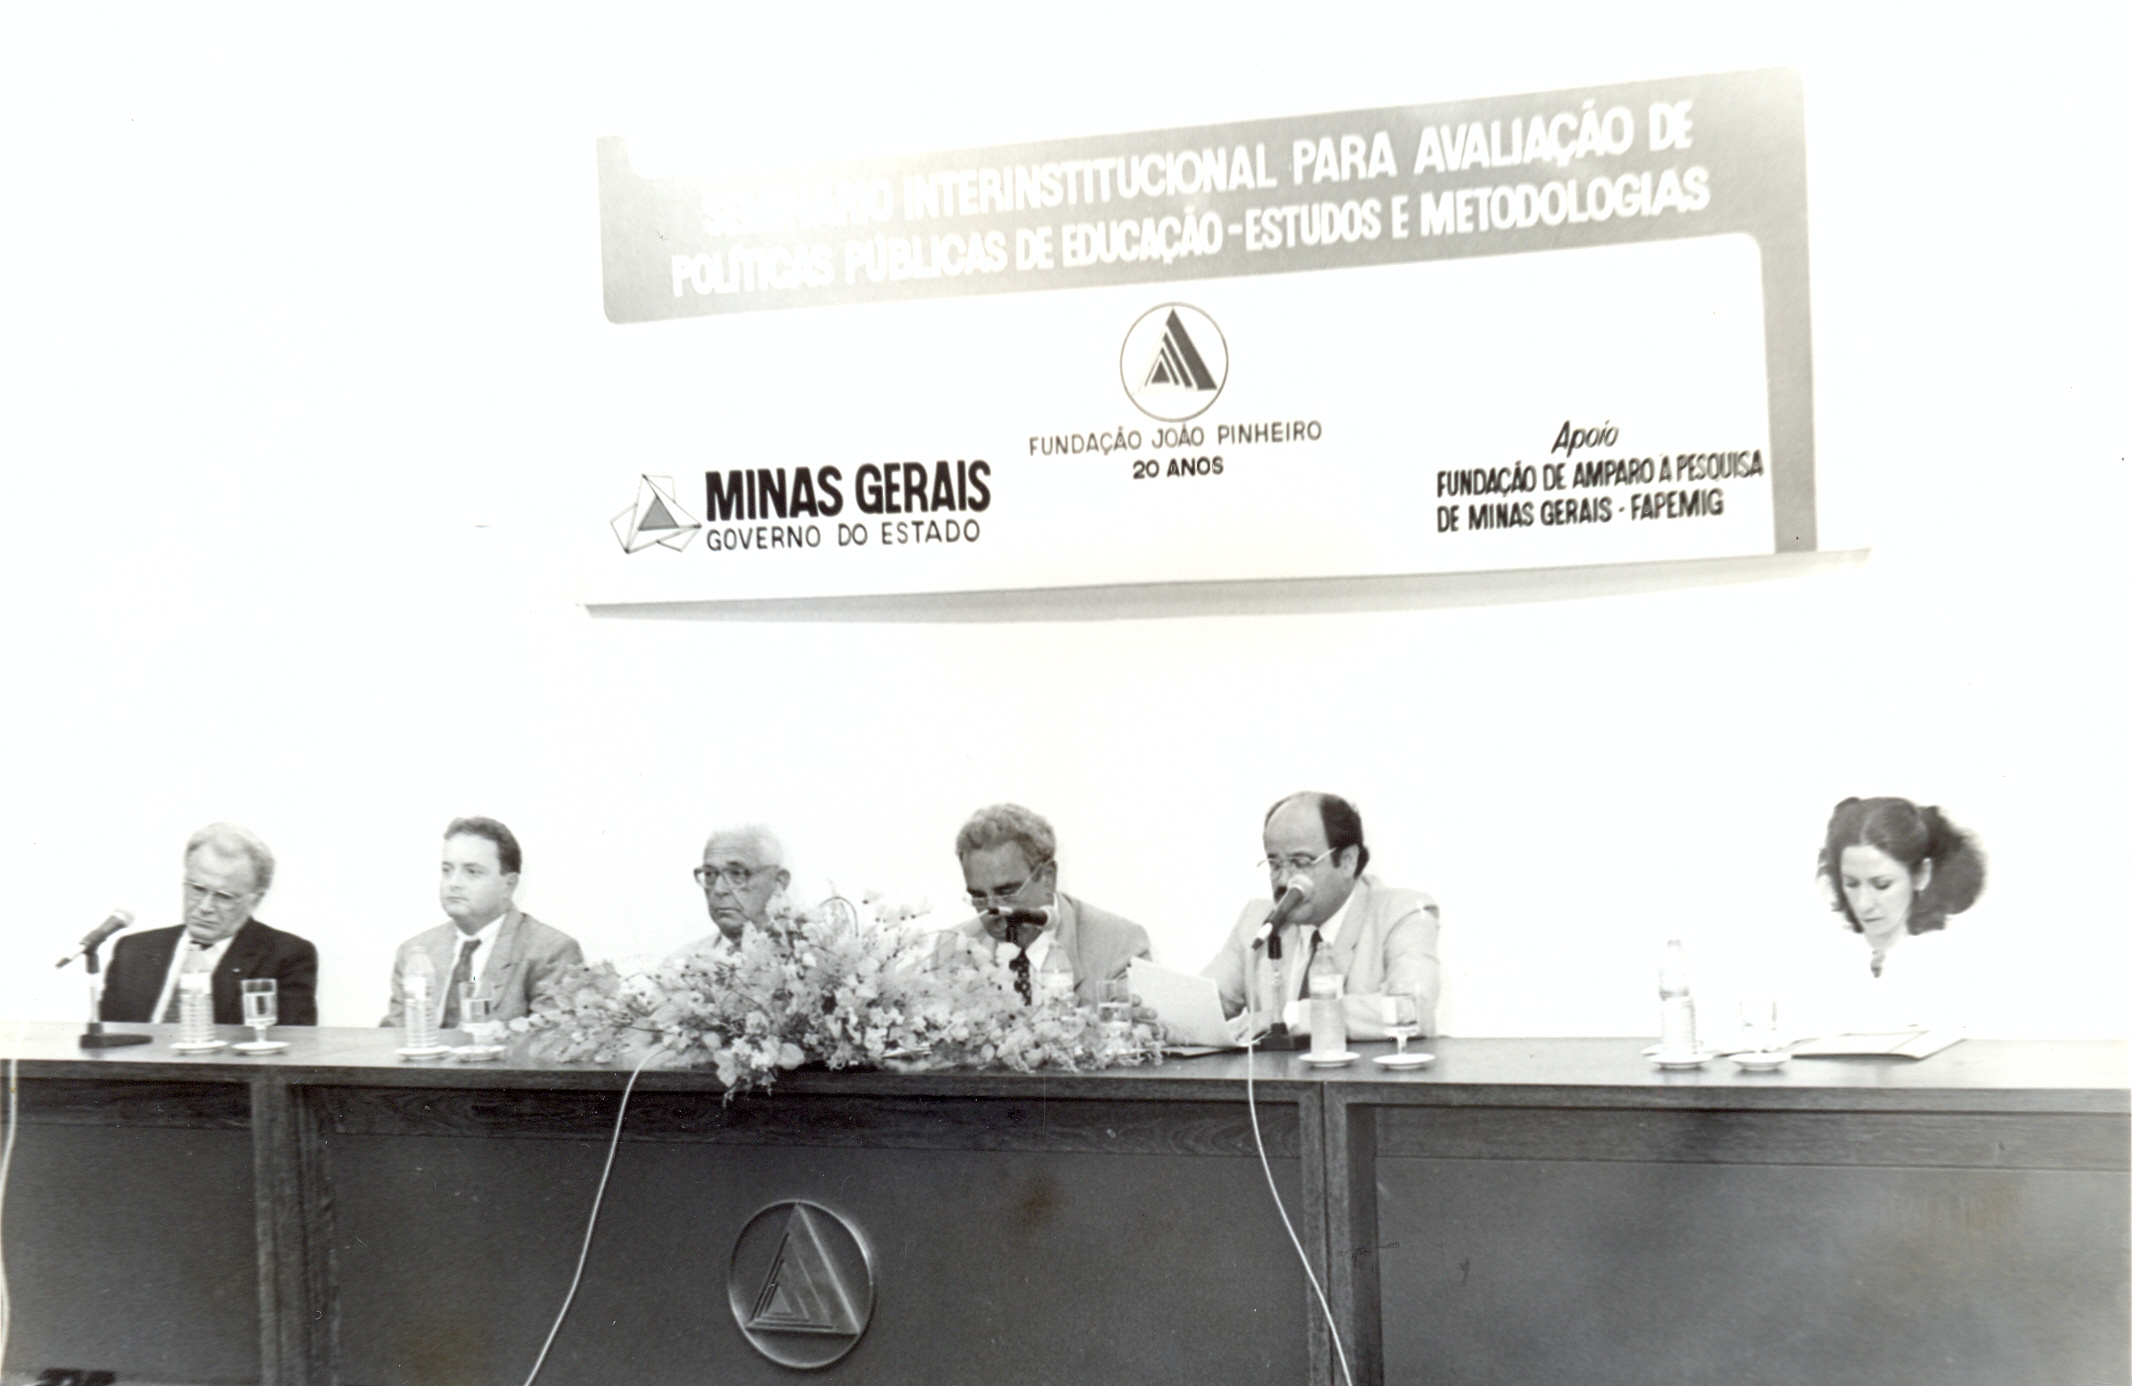 SEMINÁRIO INTERINSTITUCIONAL PARA AVALIAÇÃO DE
POLÍTICAS PÚBLICAS DE EDUCAÇÃO - ESTUDOS E METODOLOGIAS
FUNDAÇÃO JOÃO PINHEIRO
20 ANOS
MINAS GERAIS
GOVERNO DO ESTADO
Apoio
FUNDAÇÃO DE AMPARO À PESQUISA
DE MINAS GERAIS - FAPEMIG